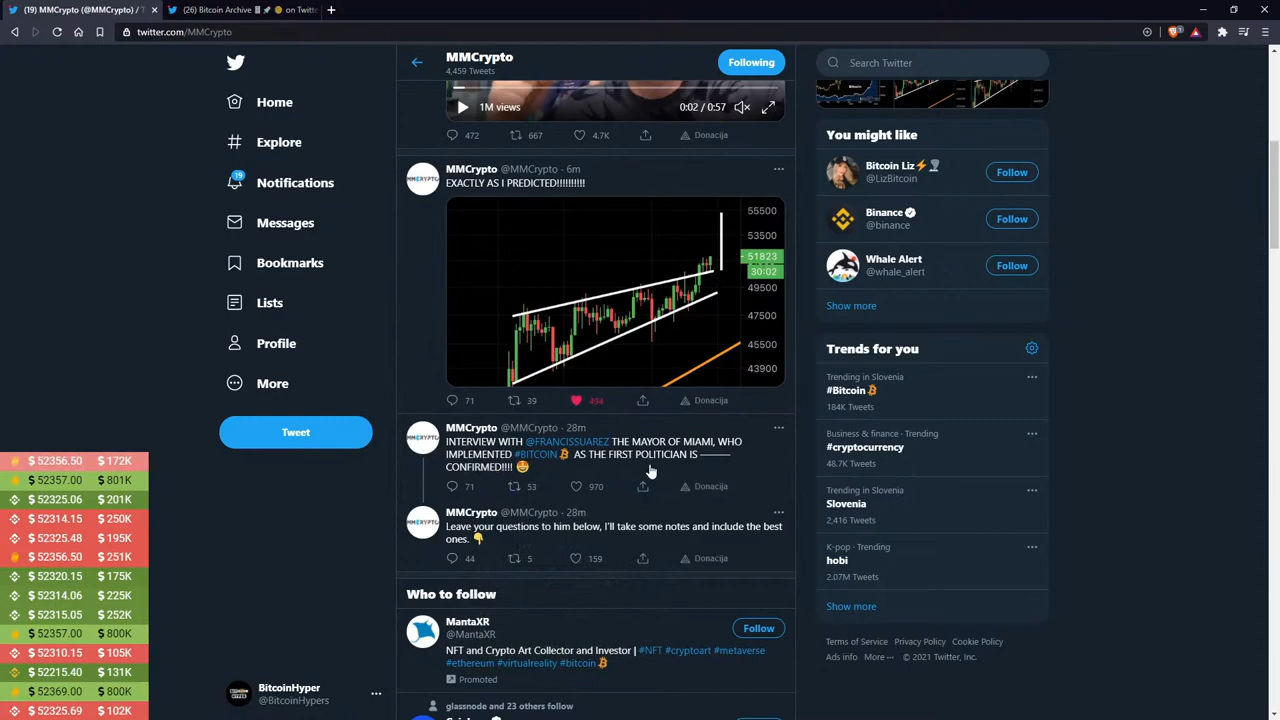 (19) MMCrypto (@MMCrypto) / T
(26) Bitcoin Archive on Twitter
twitter.com/MMCrypto
MMCrypto
4,459 Tweets
Following
Search Twitter
Home
Explore
19
Notifications
Messages
Bookmarks
Lists
Profile
More
Tweet
1M views
0:02 / 0:57
472 667 4.7K Donacija
MMCrypto @MMCrypto · 6m
EXACTLY AS I PREDICTED!!!!!!!!!!
55500
53500
51823
30:02
49500
47500
45500
43900
71 39 494 Donacija
MMCrypto @MMCrypto · 28m
INTERVIEW WITH @FRANCISSUAREZ THE MAYOR OF MIAMI, WHO
IMPLEMENTED #BITCOIN AS THE FIRST POLITICIAN IS ———
CONFIRMED!!!!
71 53 970 Donacija
MMCrypto @MMCrypto · 28m
Leave your questions to him below, I'll take some notes and include the best
ones.
44 5 159 Donacija
Who to follow
MantaXR
@MantaXR
Follow
NFT and Crypto Art Collector and Investor | #NFT #cryptoart #metaverse
#ethereum #virtualreality #bitcoin
Promoted
glassnode and 23 others follow
You might like
Bitcoin Liz
@LizBitcoin
Follow
Binance
@binance
Follow
Whale Alert
@whale_alert
Follow
Show more
Trends for you
Trending in Slovenia
#Bitcoin
184K Tweets
Business & finance · Trending
#cryptocurrency
48.7K Tweets
Trending in Slovenia
Slovenia
2,416 Tweets
K-pop · Trending
hobi
2.07M Tweets
Show more
Terms of Service Privacy Policy Cookie Policy
Ads info More ··· © 2021 Twitter, Inc.
$ 52356.50 $ 172K
$ 52357.00 $ 801K
$ 52325.06 $ 201K
$ 52314.15 $ 250K
$ 52325.48 $ 195K
$ 52356.50 $ 251K
$ 52320.15 $ 175K
$ 52314.06 $ 225K
$ 52315.05 $ 252K
$ 52357.00 $ 800K
$ 52310.15 $ 105K
$ 52215.40 $ 131K
$ 52369.00 $ 800K
$ 52325.69 $ 102K
BitcoinHyper
@BitcoinHypers